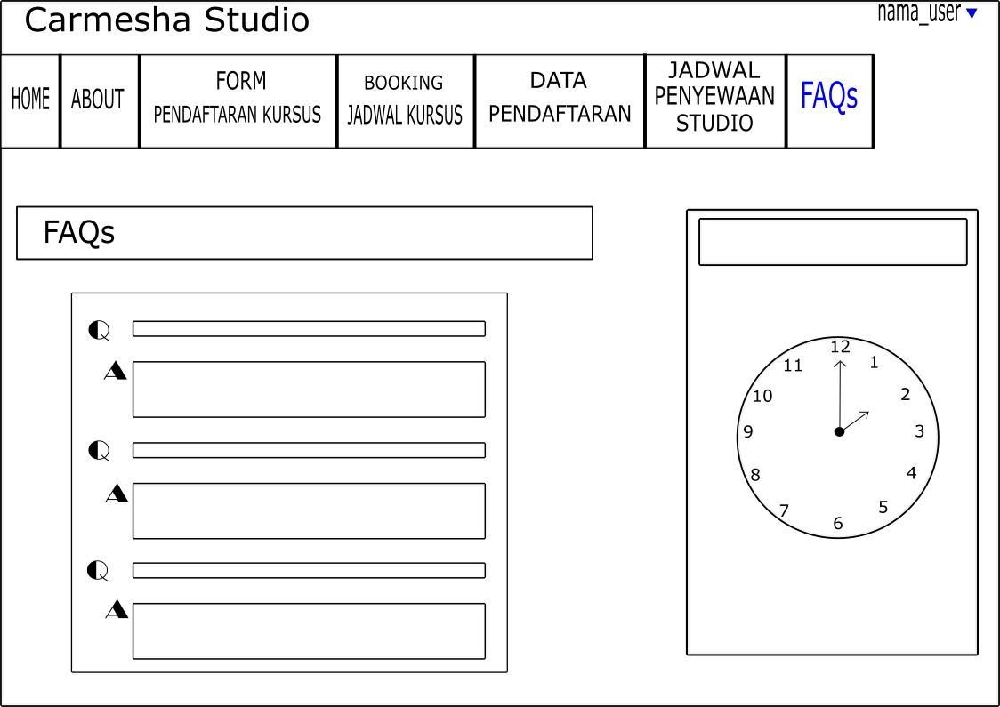 Carmesha Studio
nama_user
HOME
ABOUT
FORM
PENDAFTARAN KURSUS
BOOKING
JADWAL KURSUS
DATA
PENDAFTARAN
JADWAL
PENYEWAAN
STUDIO
FAQs
FAQs
Q
A
Q
A
Q
A
12
1
2
3
4
5
6
7
8
9
10
11